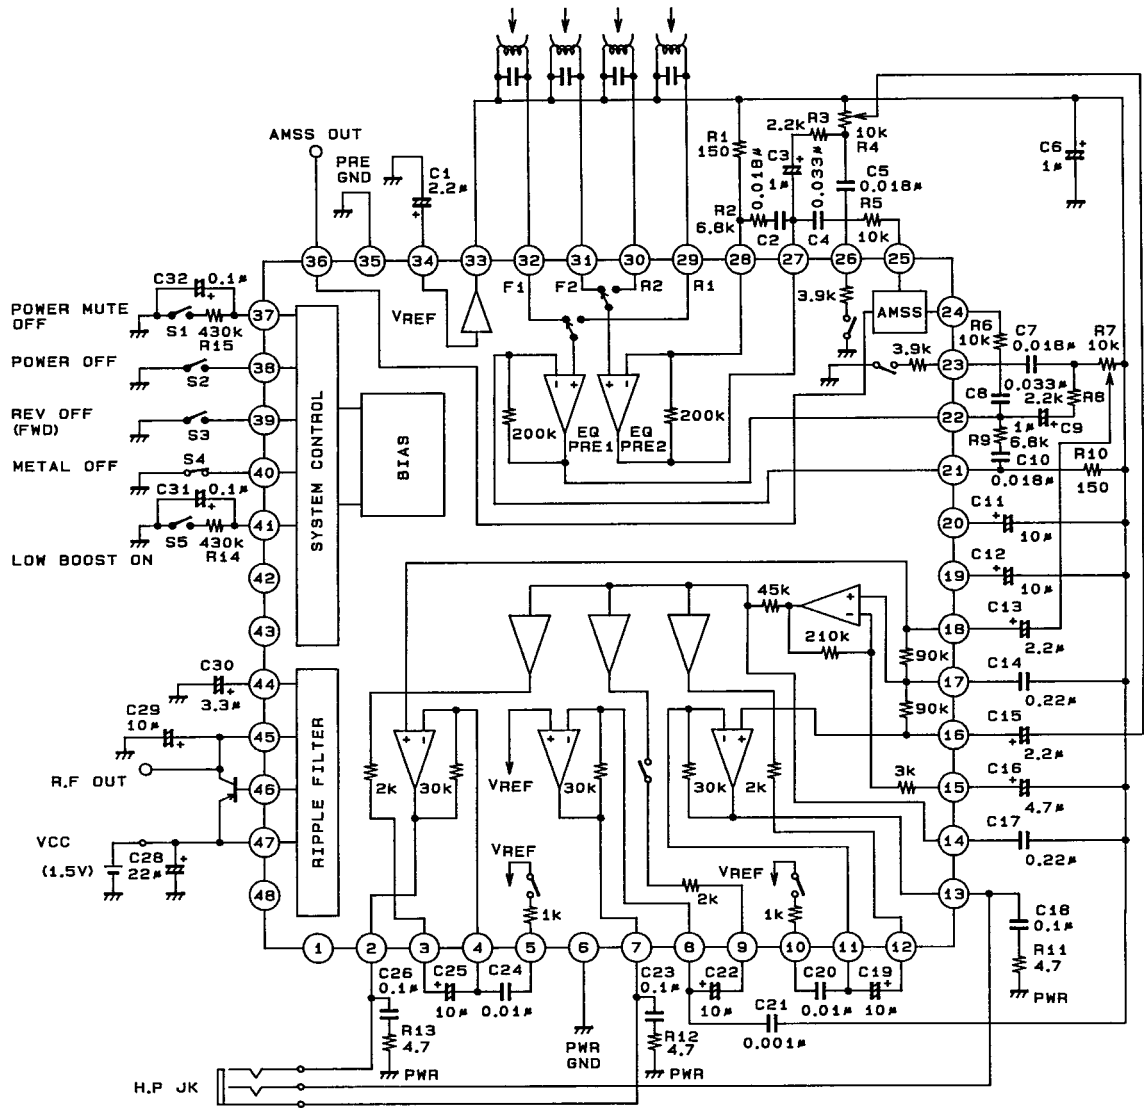 AMSS OUT
PRE
GND
C1
2.2µ
R1
150
0.018µ
R2
6.8k
C2
2.2k
R3
C3
1µ
0.033µ
C4
10k
R4
C5
0.018µ
R5
10k
C6
1µ
36
35
34
33
32
31
30
29
28
27
26
25
F1
F2
R2
R1
VREF
3.9k
AMSS
24
R6
10k
C7
0.018µ
R7
10k
3.9k
23
C8
0.033µ
2.2k
R8
22
1µ
C9
R9
6.8k
C10
0.018µ
R10
150
21
C11
10µ
20
C12
10µ
19
C13
2.2µ
18
90k
C14
0.22µ
17
90k
C15
2.2µ
16
3k
C16
4.7µ
15
C17
0.22µ
14
13
C18
0.1µ
R11
4.7
PWR
C32
0.1µ
POWER MUTE
OFF
S1
430k
R15
37
POWER OFF
S2
38
REV OFF
(FWD)
S3
39
METAL OFF
S4
40
C31
0.1µ
S5
430k
R14
41
LOW BOOST ON
42
43
SYSTEM CONTROL
BIAS
200k
EQ
PRE1
EQ
PRE2
200k
45k
210k
C30
3.3µ
44
C29
10µ
45
R.F OUT
46
VCC
(1.5V)
C28
22µ
47
48
RIPPLE FILTER
2k
30k
VREF
30k
30k
2k
VREF
1k
2k
VREF
1k
1
2
3
4
5
6
7
8
9
10
11
12
C26
0.1µ
C25
10µ
C24
0.01µ
C23
0.1µ
C22
10µ
C20
0.01µ
C19
10µ
C21
0.001µ
R13
4.7
PWR
PWR
GND
R12
4.7
PWR
H.P JK